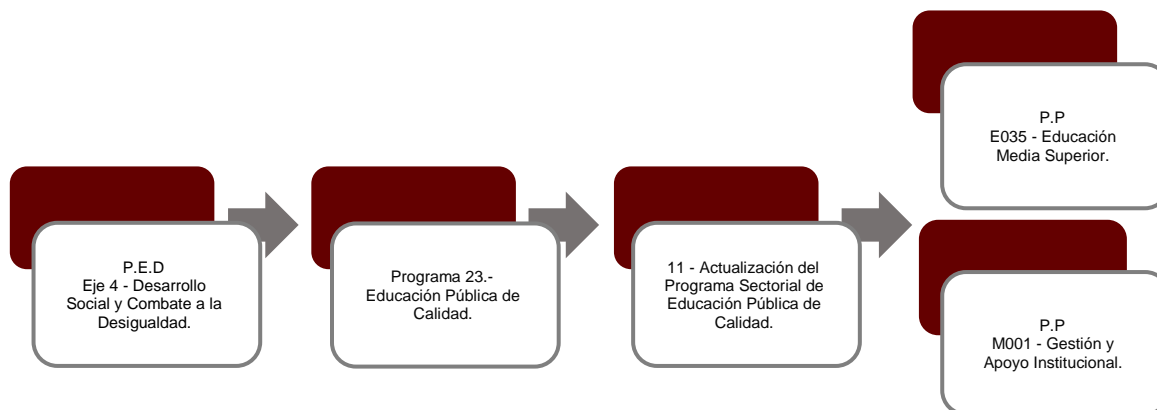 P.E.D
Eje 4 - Desarrollo
Social y Combate a la
Desigualdad.
Programa 23.-
Educación Pública de
Calidad.
11 - Actualización del
Programa Sectorial de
Educación Pública de
Calidad.
P.P
E035 - Educación
Media Superior.
P.P
M001 - Gestión y
Apoyo Institucional.